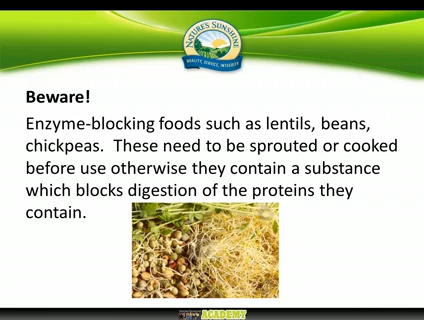 NATURE'S SUNSHINE
QUALITY, SERVICE, INTEGRITY
Beware!
Enzyme-blocking foods such as lentils, beans,
chickpeas.  These need to be sprouted or cooked
before use otherwise they contain a substance
which blocks digestion of the proteins they
contain.
ACADEMY